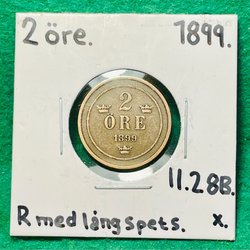 2 öre. 1899.
2
ÖRE
1899
11.28B.
R med lång spets. x.